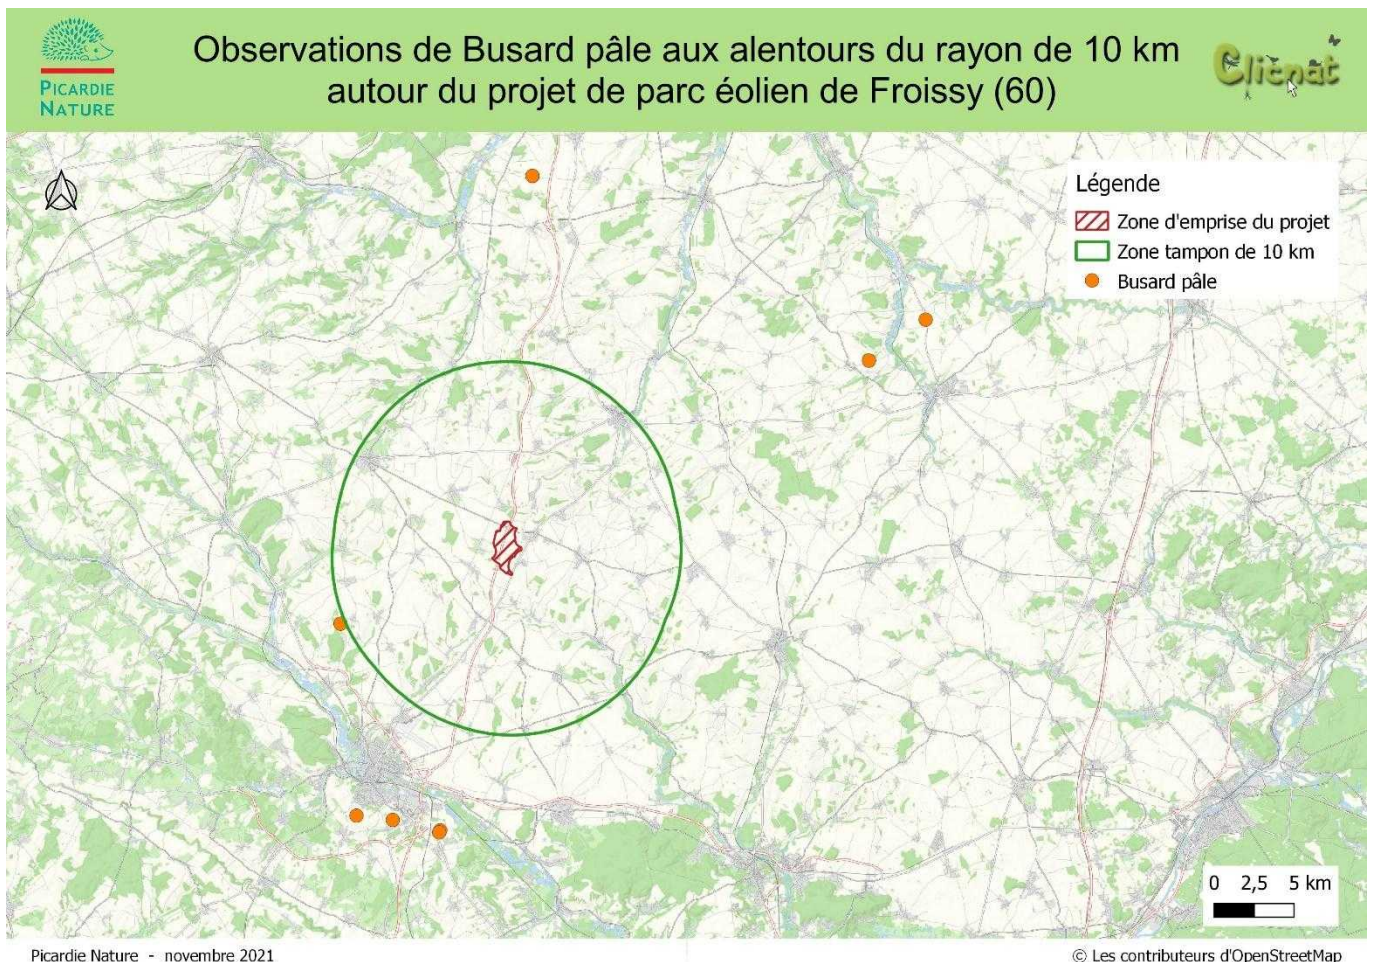 PICARDIE
NATURE
Observations de Busard pâle aux alentours du rayon de 10 km
autour du projet de parc éolien de Froissy (60)
Clicnat
Légende
Zone d'emprise du projet
Zone tampon de 10 km
Busard pâle
0 2,5 5 km
Picardie Nature - novembre 2021
© Les contributeurs d'OpenStreetMap